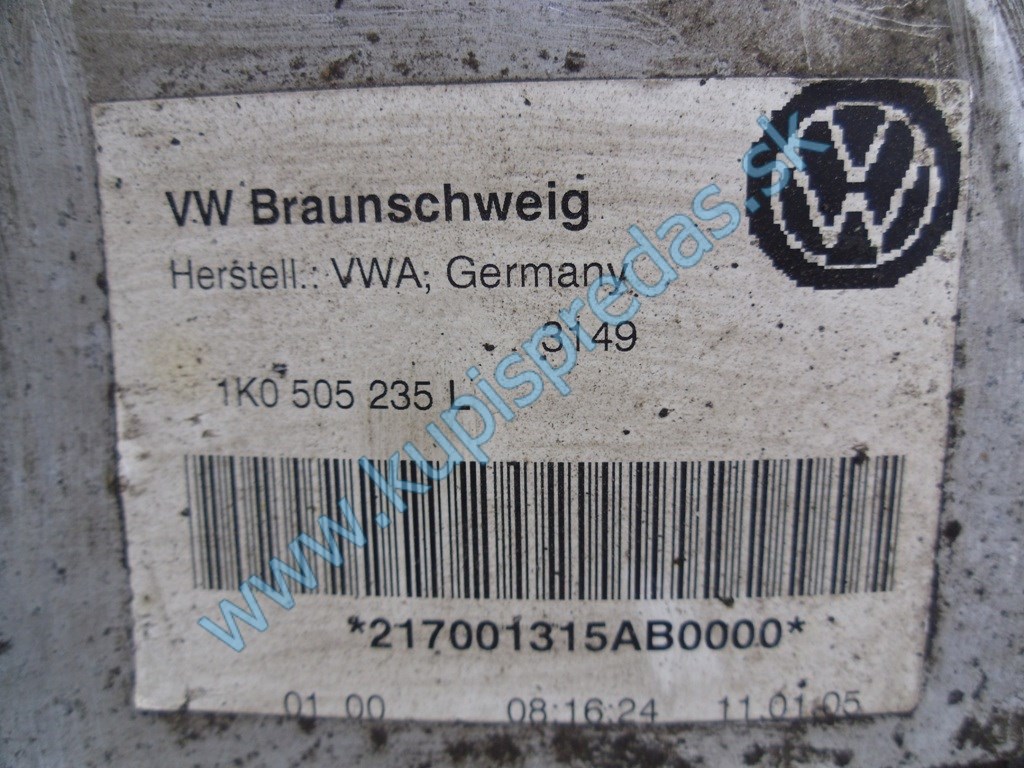 VW Braunschweig
Herstell.: VWA; Germany
3149
1K0 505 235 L
*217001315AB0000*
01 00 08:16:24 11.01.05
www.kupispredas.sk